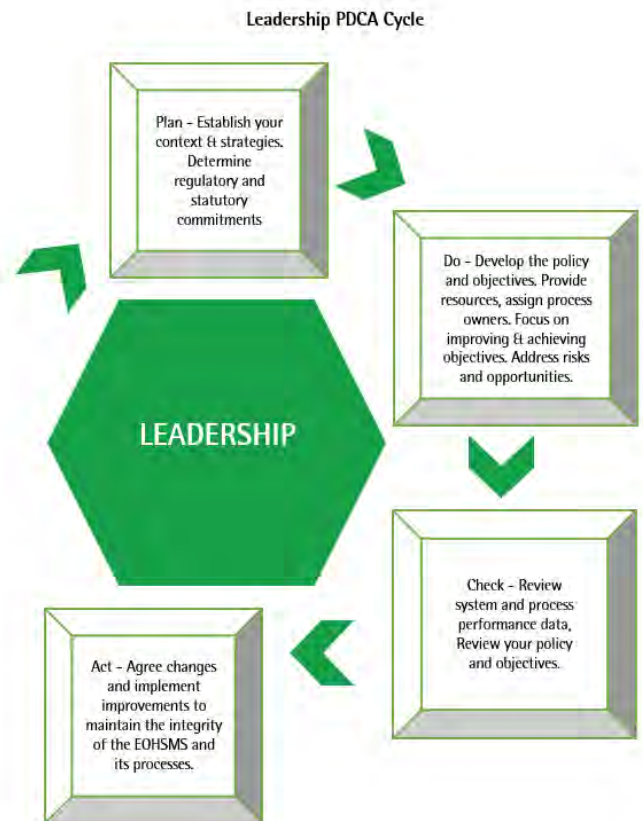 Leadership PDCA Cycle
Plan - Establish your
context & strategies.
Determine
regulatory and
statutory
commitments
Do - Develop the policy
and objectives. Provide
resources, assign process
owners. Focus on
improving & achieving
objectives. Address risks
and opportunities.
LEADERSHIP
Check - Review
system and process
performance data,
Review your policy
and objectives.
Act - Agree changes
and implement
improvements to
maintain the integrity
of the EOHSMS and
its processes.